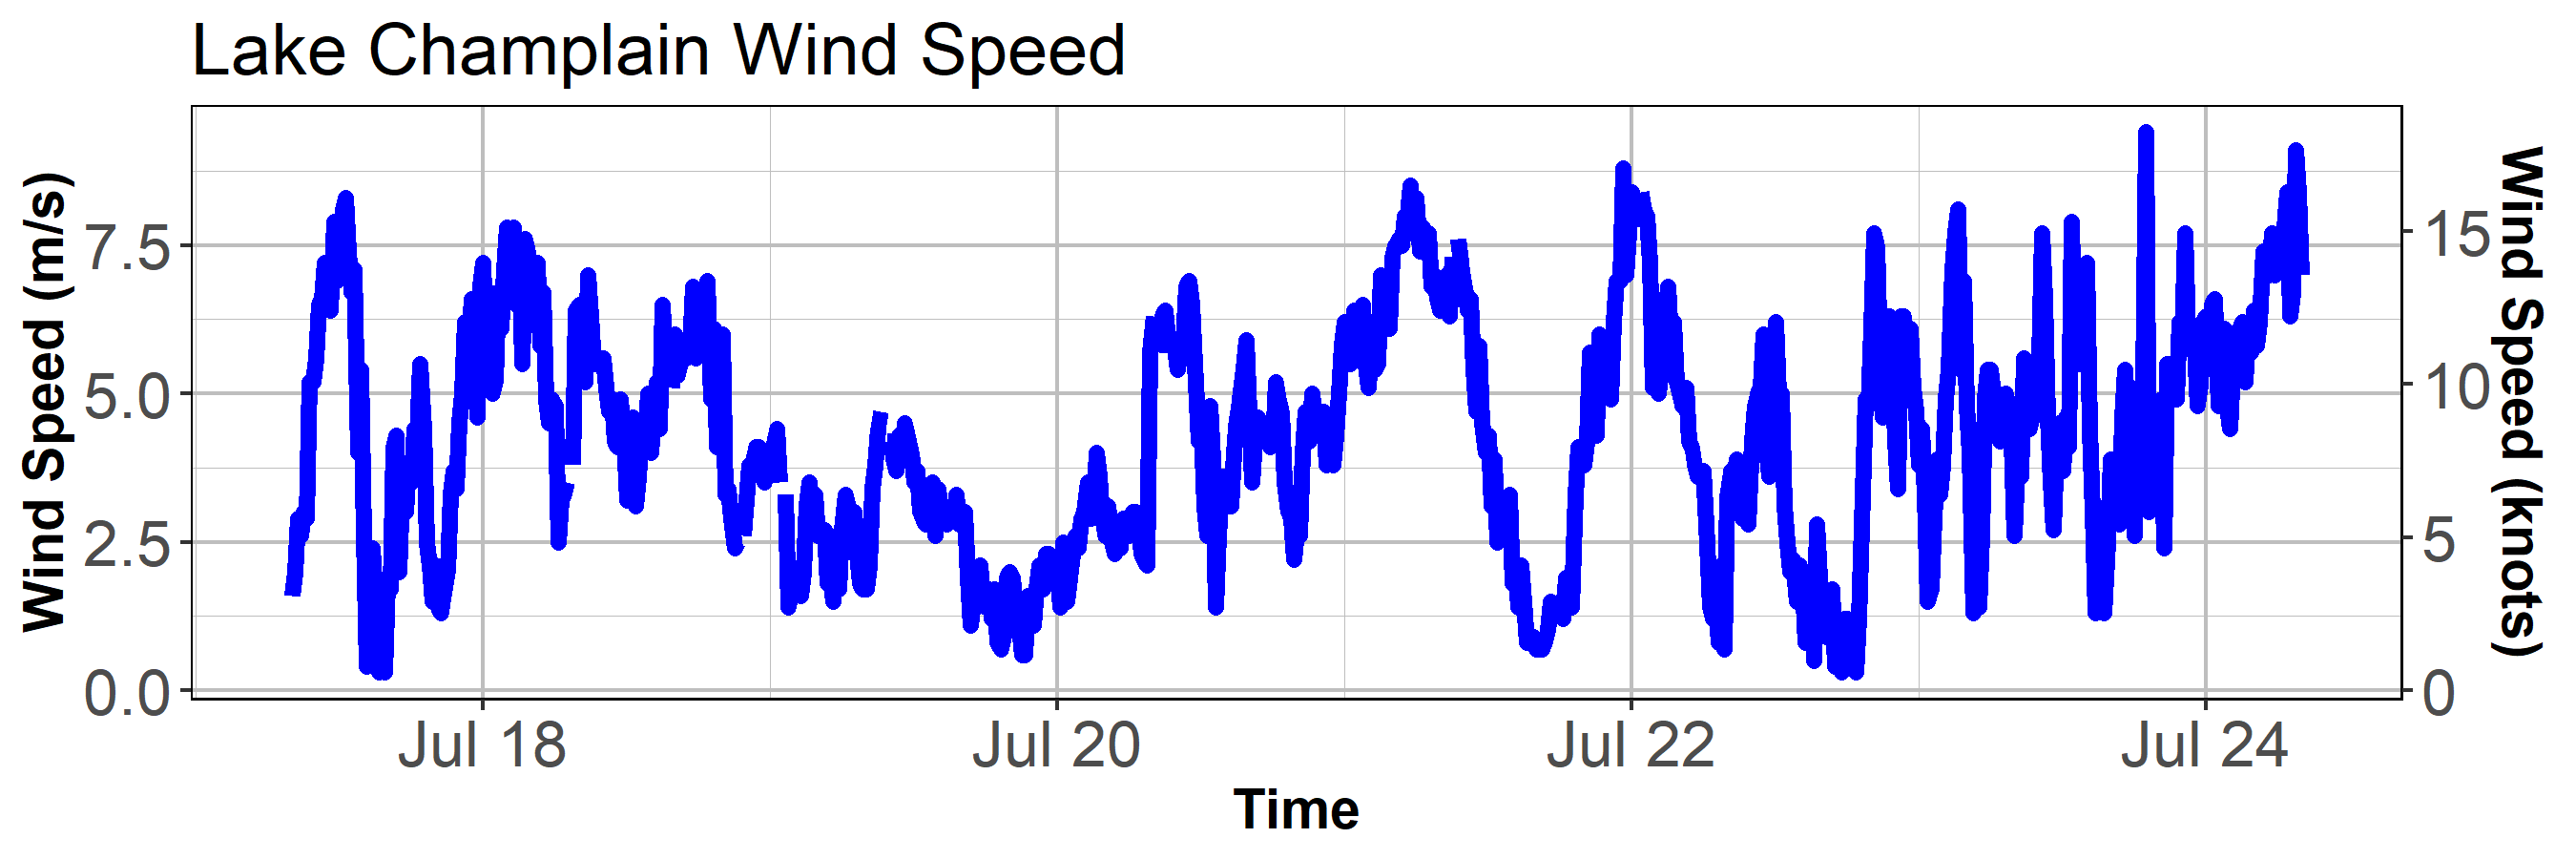 Lake Champlain Wind Speed
Wind Speed (m/s)
7.5
5.0
2.5
0.0
15
10
5
0
Wind Speed (knots)
Jul 18
Jul 20
Jul 22
Jul 24
Time